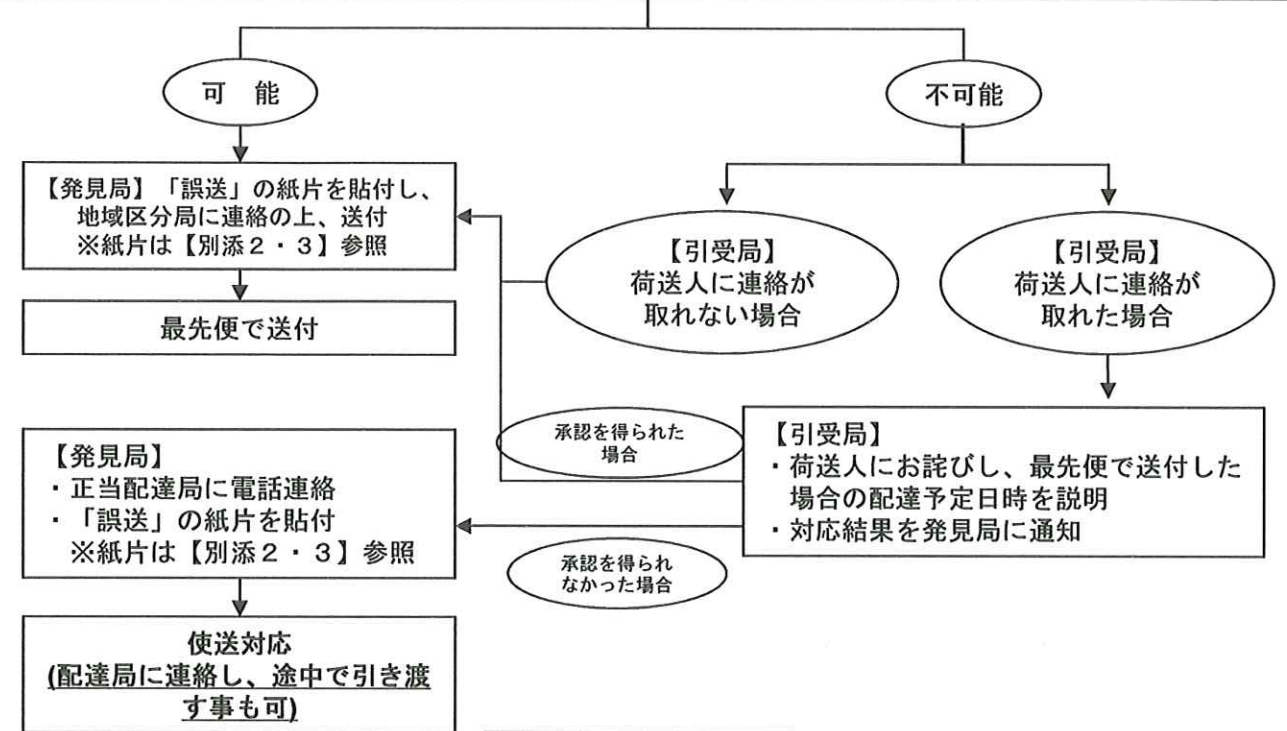 可　能
不可能
【発見局】「誤送」の紙片を貼付し、
地域区分局に連絡の上、送付
※紙片は【別添２・３】参照
最先便で送付
【引受局】
荷送人に連絡が
取れない場合
【引受局】
荷送人に連絡が
取れた場合
承認を得られた
場合
【引受局】
・荷送人にお詫びし、最先便で送付した
場合の配達予定日時を説明
・対応結果を発見局に通知
【発見局】
・正当配達局に電話連絡
・「誤送」の紙片を貼付
※紙片は【別添２・３】参照
承認を得られ
なかった場合
使送対応
(配達局に連絡し、途中で引き渡
す事も可)